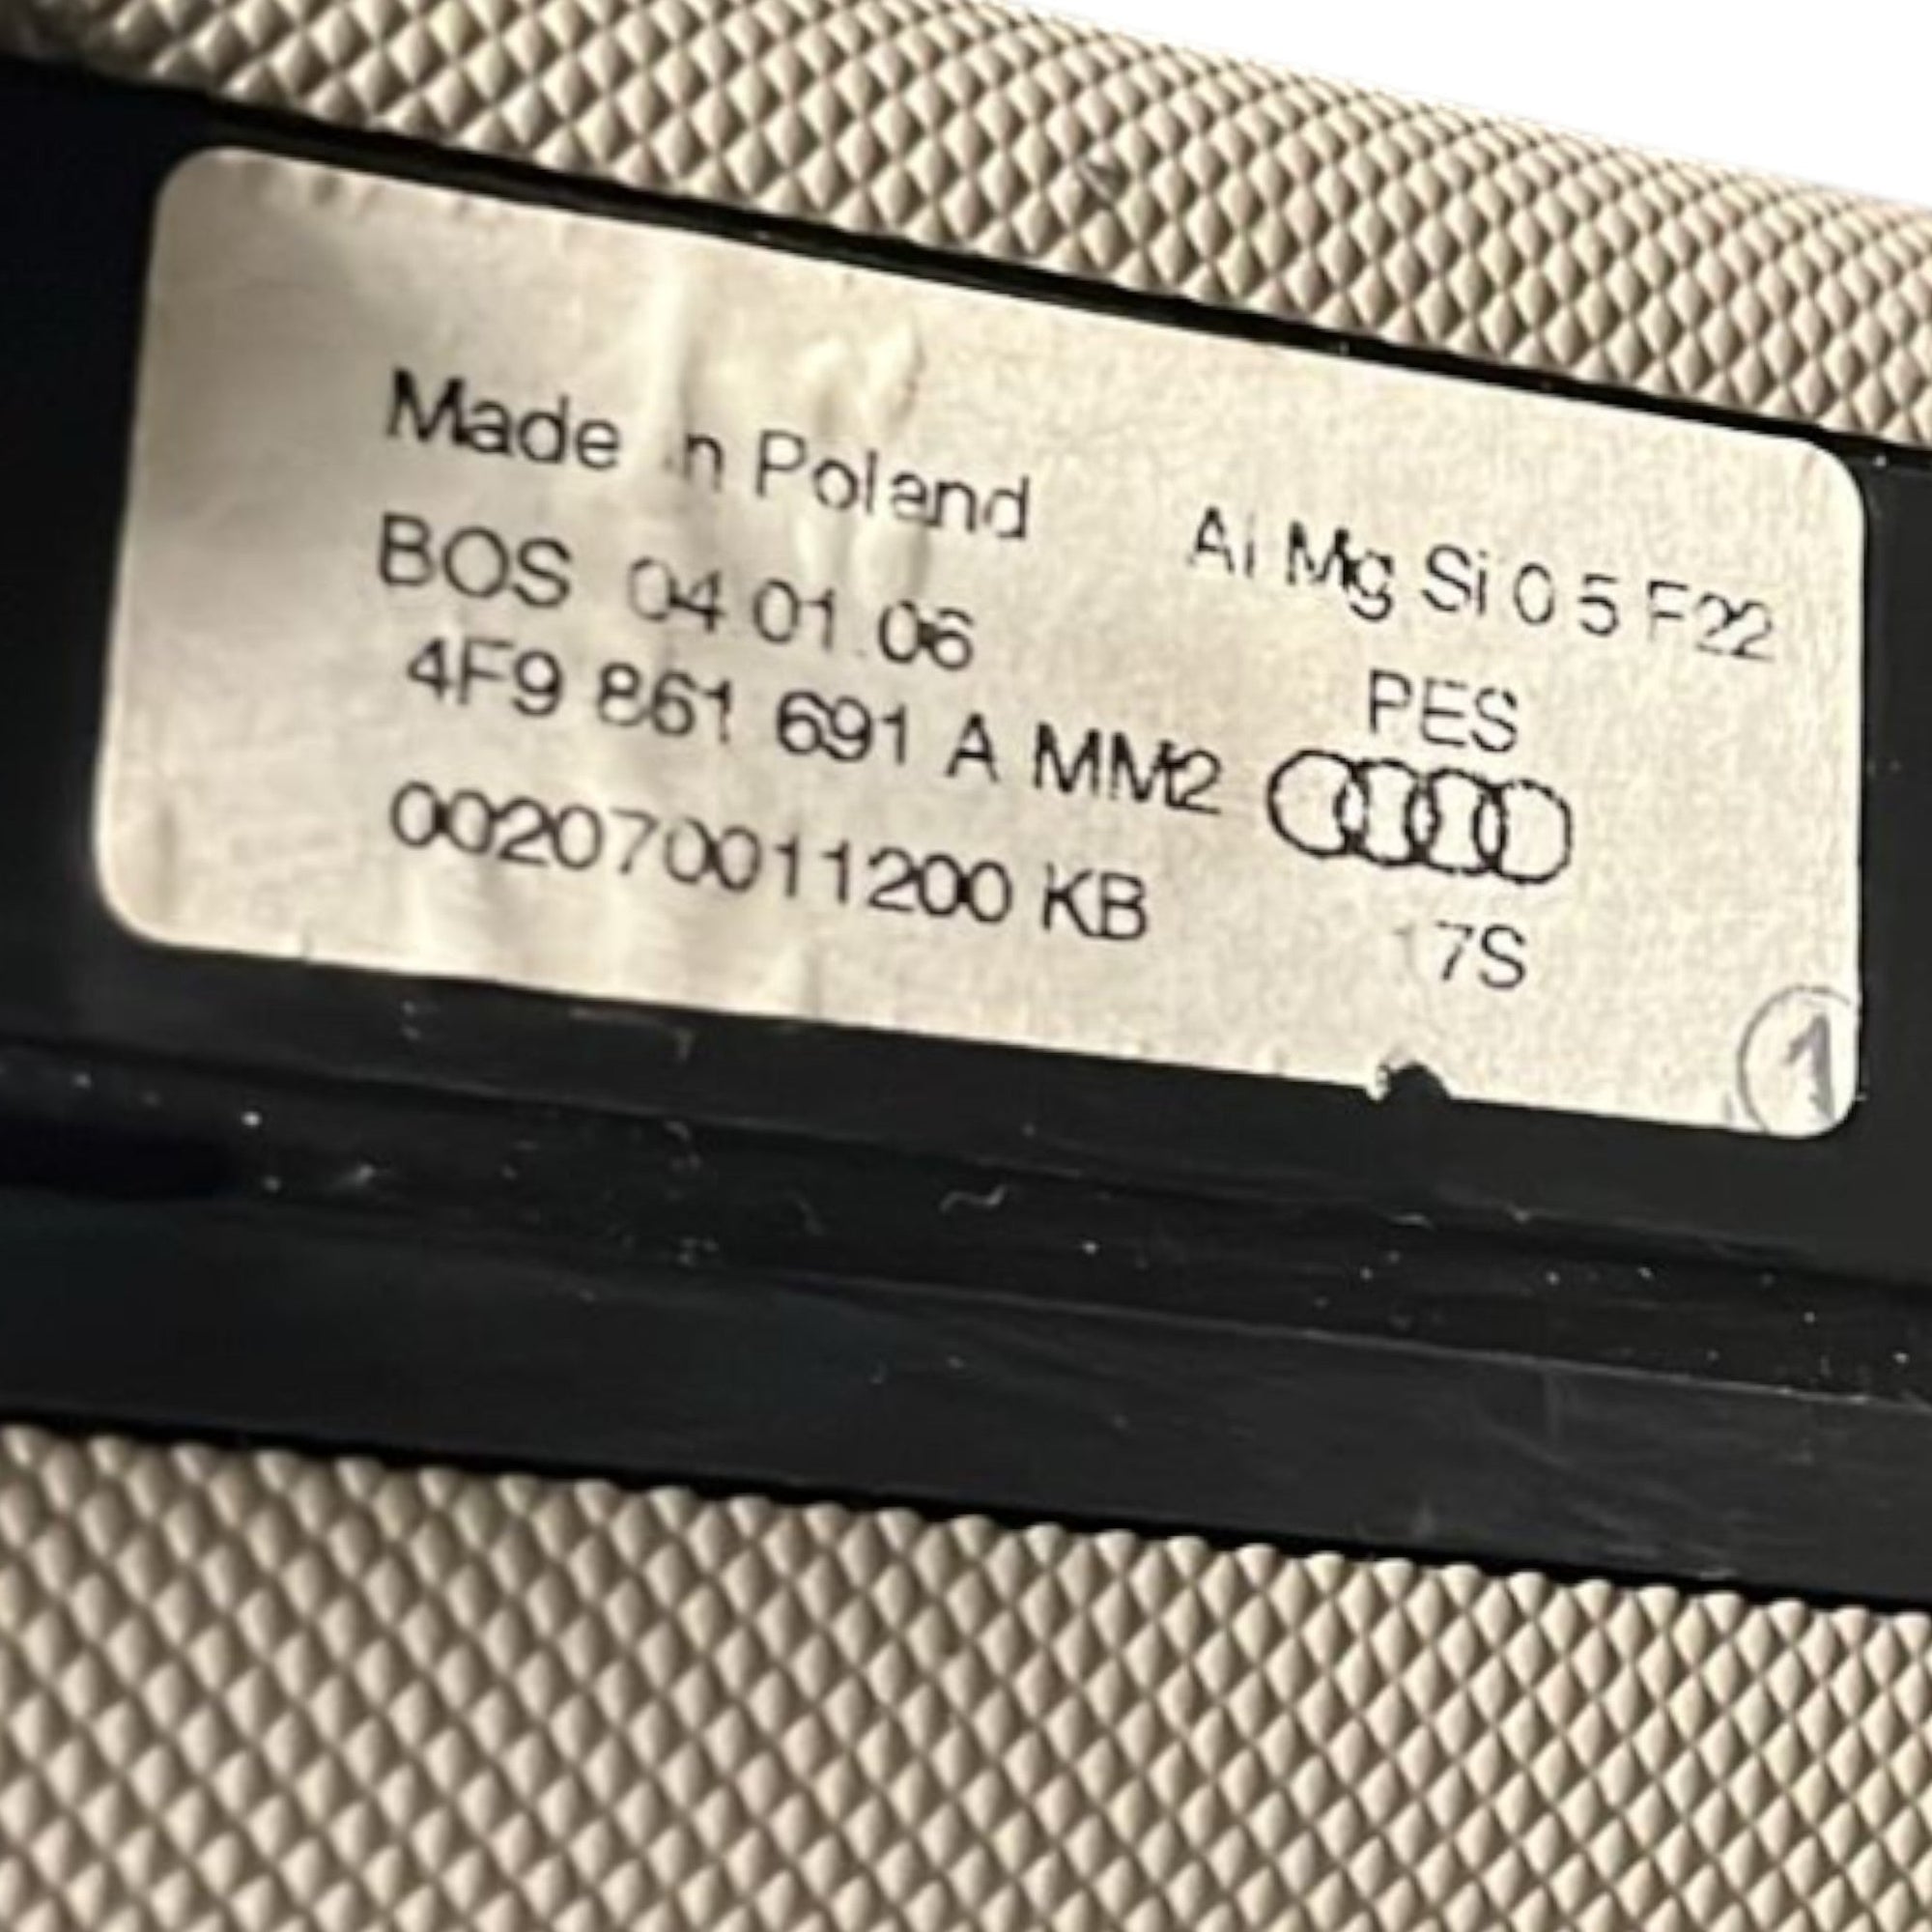 Made in Poland
Al Mg Si 0 5 F22
BOS 04 01.06
PES
4F9 861 691 A MM2
002070011200 KB
17S
1